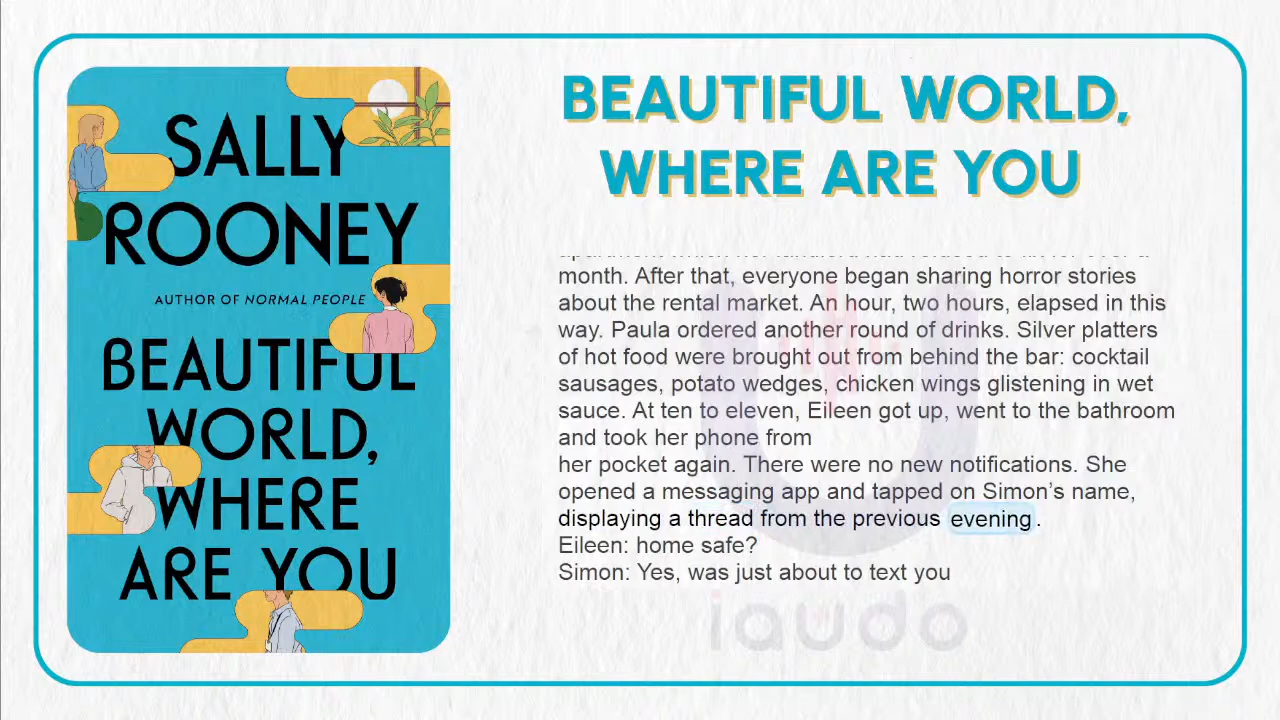 SALLY
ROONEY
AUTHOR OF NORMAL PEOPLE
BEAUTIFUL
WORLD,
WHERE
ARE YOU
BEAUTIFUL WORLD,
WHERE ARE YOU
month. After that, everyone began sharing horror stories
about the rental market. An hour, two hours, elapsed in this
way. Paula ordered another round of drinks. Silver platters
of hot food were brought out from behind the bar: cocktail
sausages, potato wedges, chicken wings glistening in wet
sauce. At ten to eleven, Eileen got up, went to the bathroom
and took her phone from
her pocket again. There were no new notifications. She
opened a messaging app and tapped on Simon’s name,
displaying a thread from the previous evening.
Eileen: home safe?
Simon: Yes, was just about to text you
iaudo